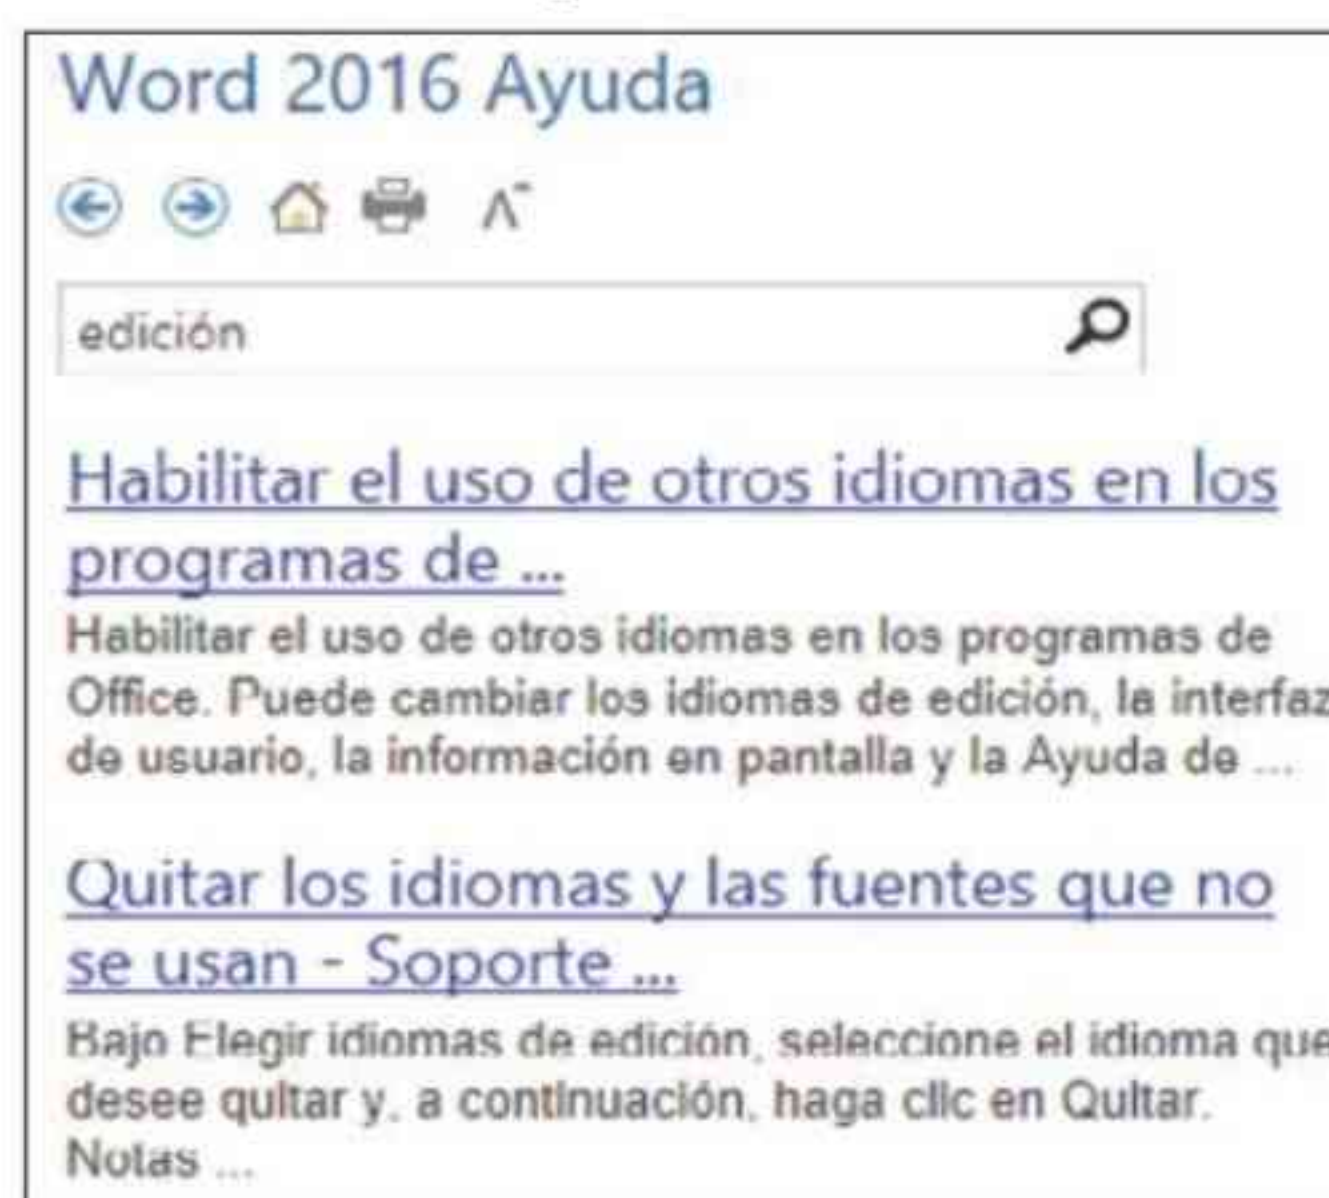 Word 2016 Ayuda
edición
Habilitar el uso de otros idiomas en los
programas de ...
Habilitar el uso de otros idiomas en los programas de
Office. Puede cambiar los idiomas de edición, la interfaz
de usuario, la información en pantalla y la Ayuda de ...
Quitar los idiomas y las fuentes que no
se usan - Soporte ...
Bajo Elegir idiomas de edición, seleccione el idioma que
desee quitar y, a continuación, haga clic en Quitar.
Notas ...